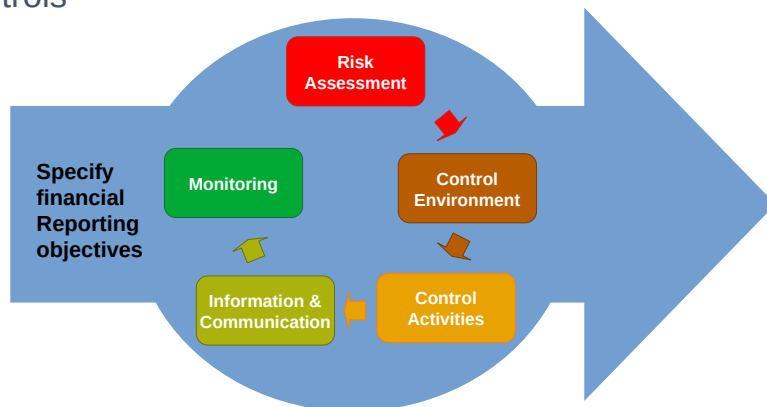 Risk
Assessment
Specify
financial
Reporting
objectives
Monitoring
Control
Environment
Information &
Communication
Control
Activities